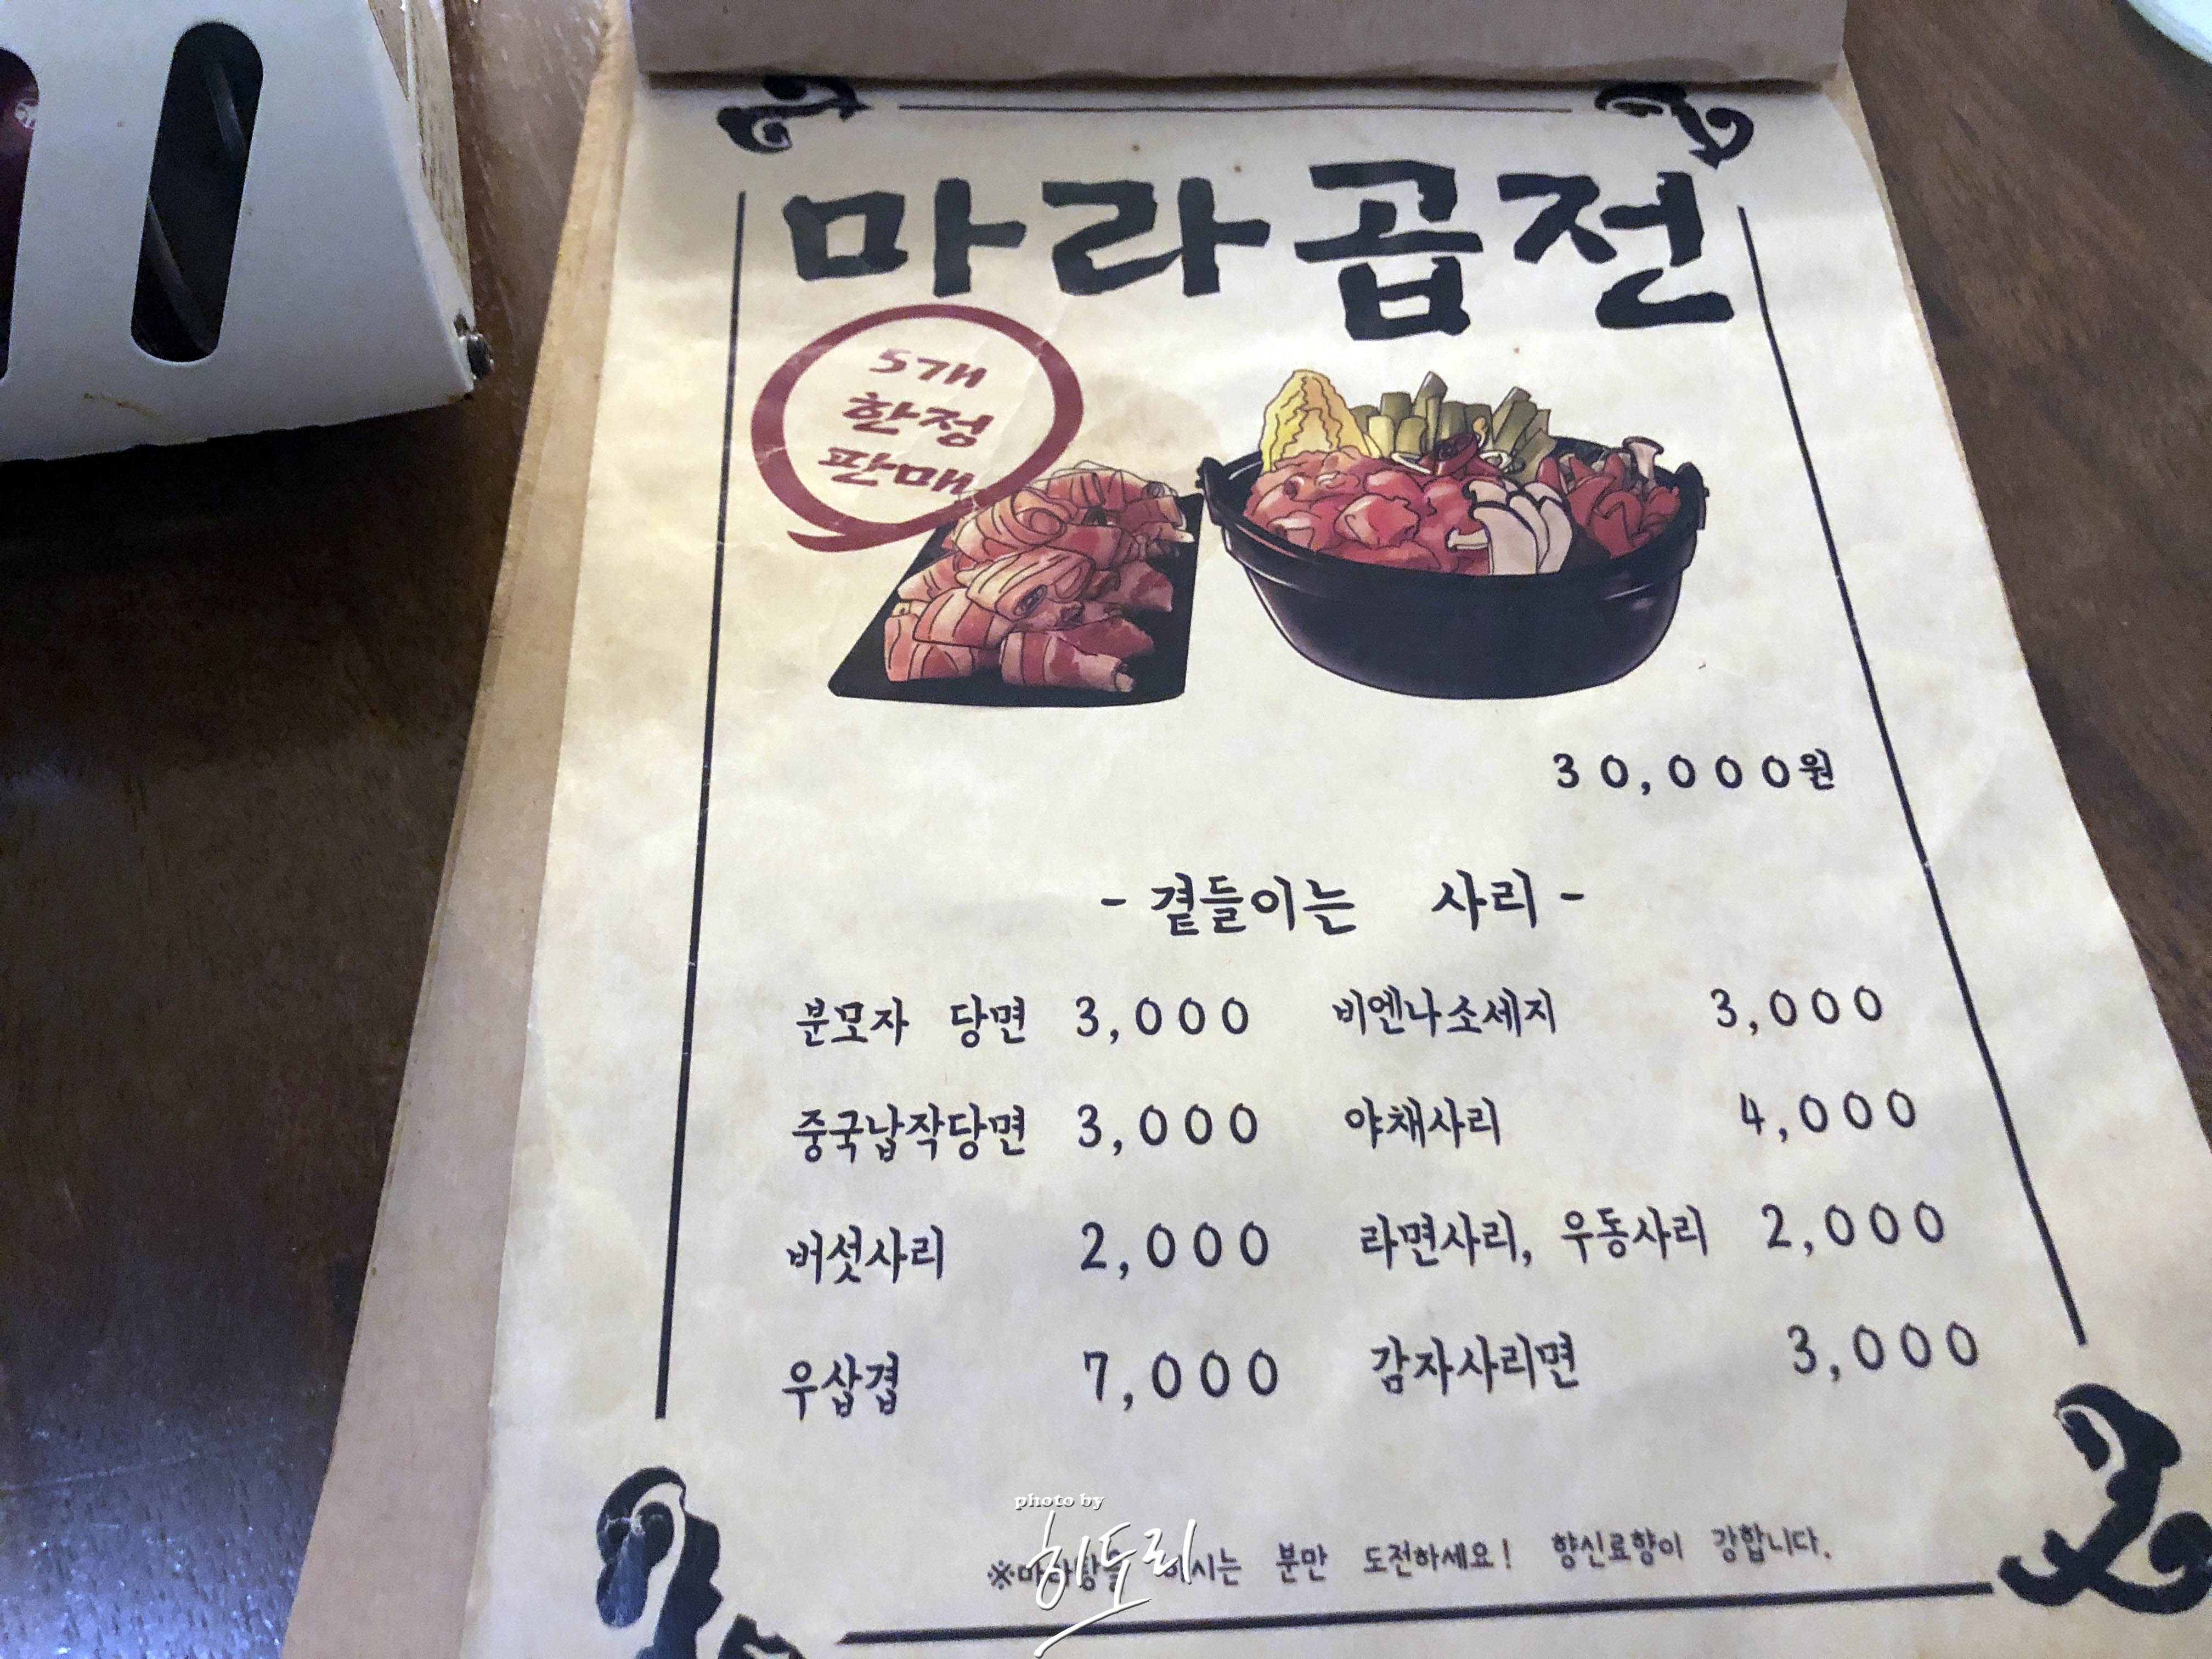 마라곱전
5개
한정
판매
30,000원
- 곁들이는 사리 -
분모자 당면 3,000 비엔나소세지 3,000
중국납작당면 3,000 야채사리 4,000
버섯사리 2,000 라면사리, 우동사리 2,000
우삽겹 7,000 감자사리면 3,000
photo by
히도리
분만 도전하세요! 향신료향이 강합니다.